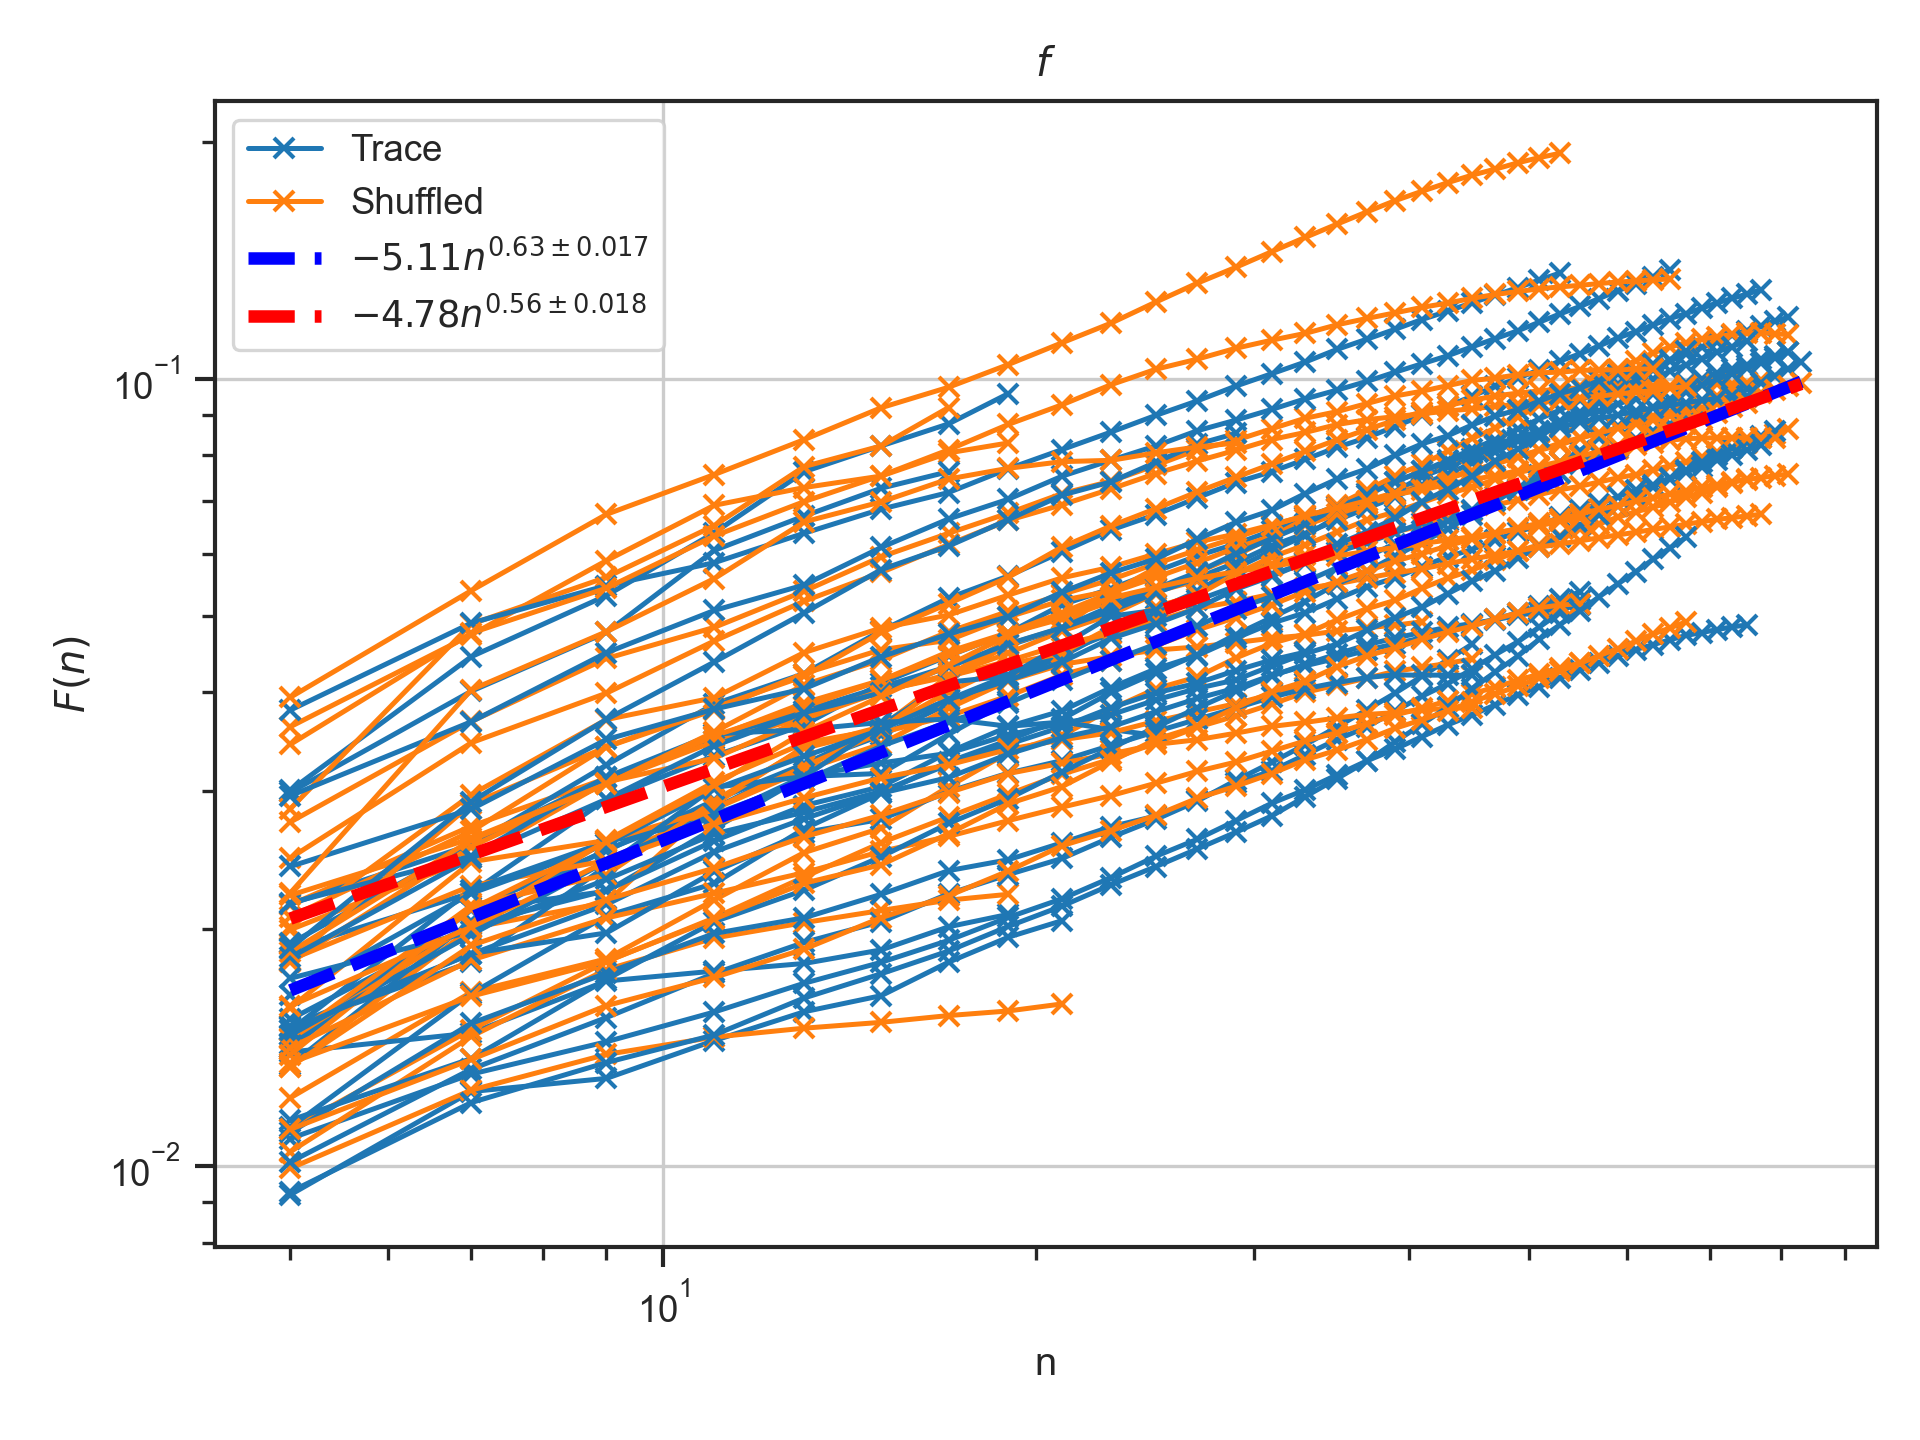 f
Trace
Shuffled
−5.11n^{0.63 ± 0.017}
−4.78n^{0.56 ± 0.018}
10^{−1}
F(n)
10^{−2}
10^{1}
n